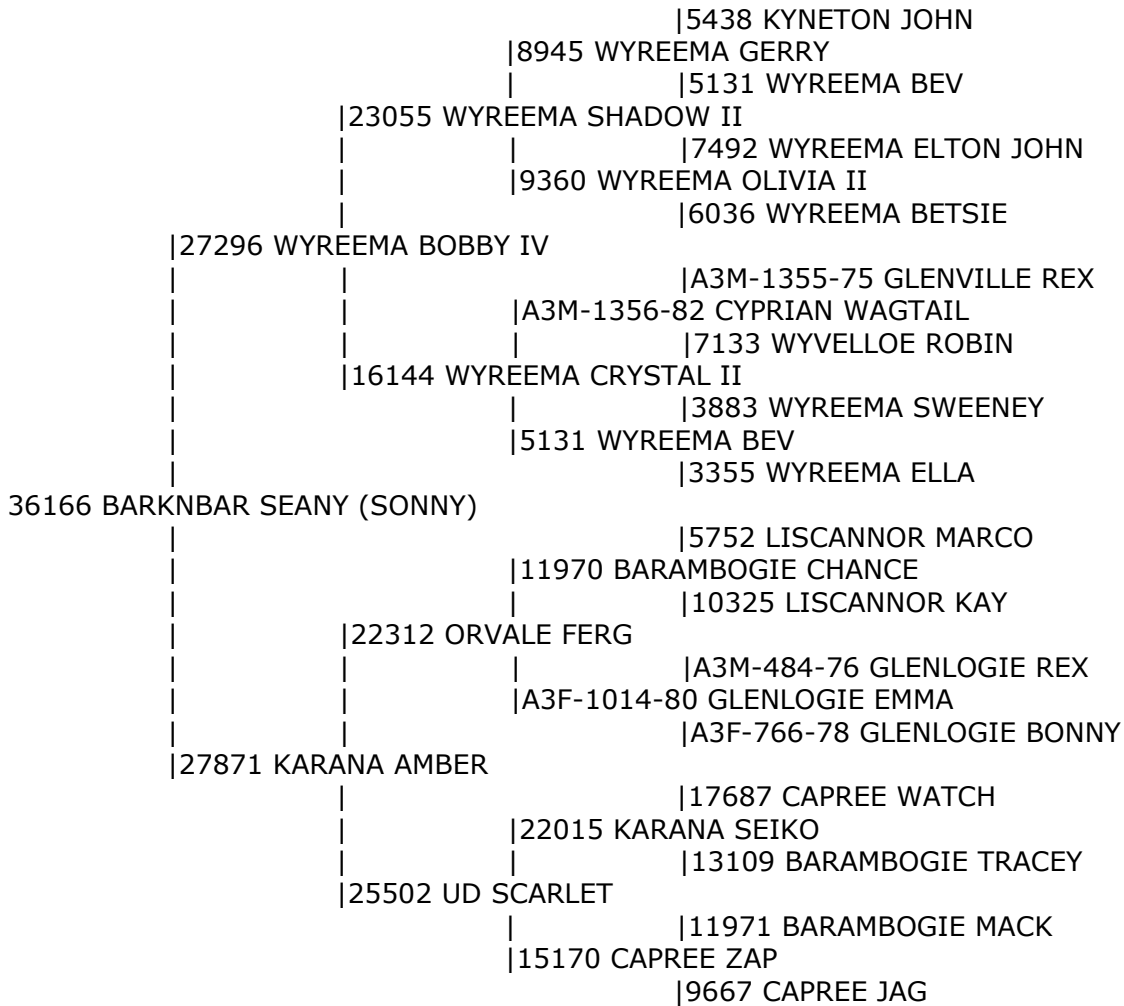 |5438 KYNETON JOHN
|8945 WYREEMA GERRY
| |5131 WYREEMA BEV
|23055 WYREEMA SHADOW II
| | |7492 WYREEMA ELTON JOHN
| |9360 WYREEMA OLIVIA II
| |6036 WYREEMA BETSIE
|27296 WYREEMA BOBBY IV
| | |A3M-1355-75 GLENVILLE REX
| | |A3M-1356-82 CYPRIAN WAGTAIL
| | | |7133 WYVELLOE ROBIN
| |16144 WYREEMA CRYSTAL II
| | |3883 WYREEMA SWEENEY
| |5131 WYREEMA BEV
| |3355 WYREEMA ELLA
36166 BARKNBAR SEANY (SONNY)
| |5752 LISCANNOR MARCO
| |11970 BARAMBOGIE CHANCE
| | |10325 LISCANNOR KAY
| |22312 ORVALE FERG
| | | |A3M-484-76 GLENLOGIE REX
| | |A3F-1014-80 GLENLOGIE EMMA
| | |A3F-766-78 GLENLOGIE BONNY
|27871 KARANA AMBER
| |17687 CAPREE WATCH
| |22015 KARANA SEIKO
| | |13109 BARAMBOGIE TRACEY
|25502 UD SCARLET
| |11971 BARAMBOGIE MACK
|15170 CAPREE ZAP
|9667 CAPREE JAG